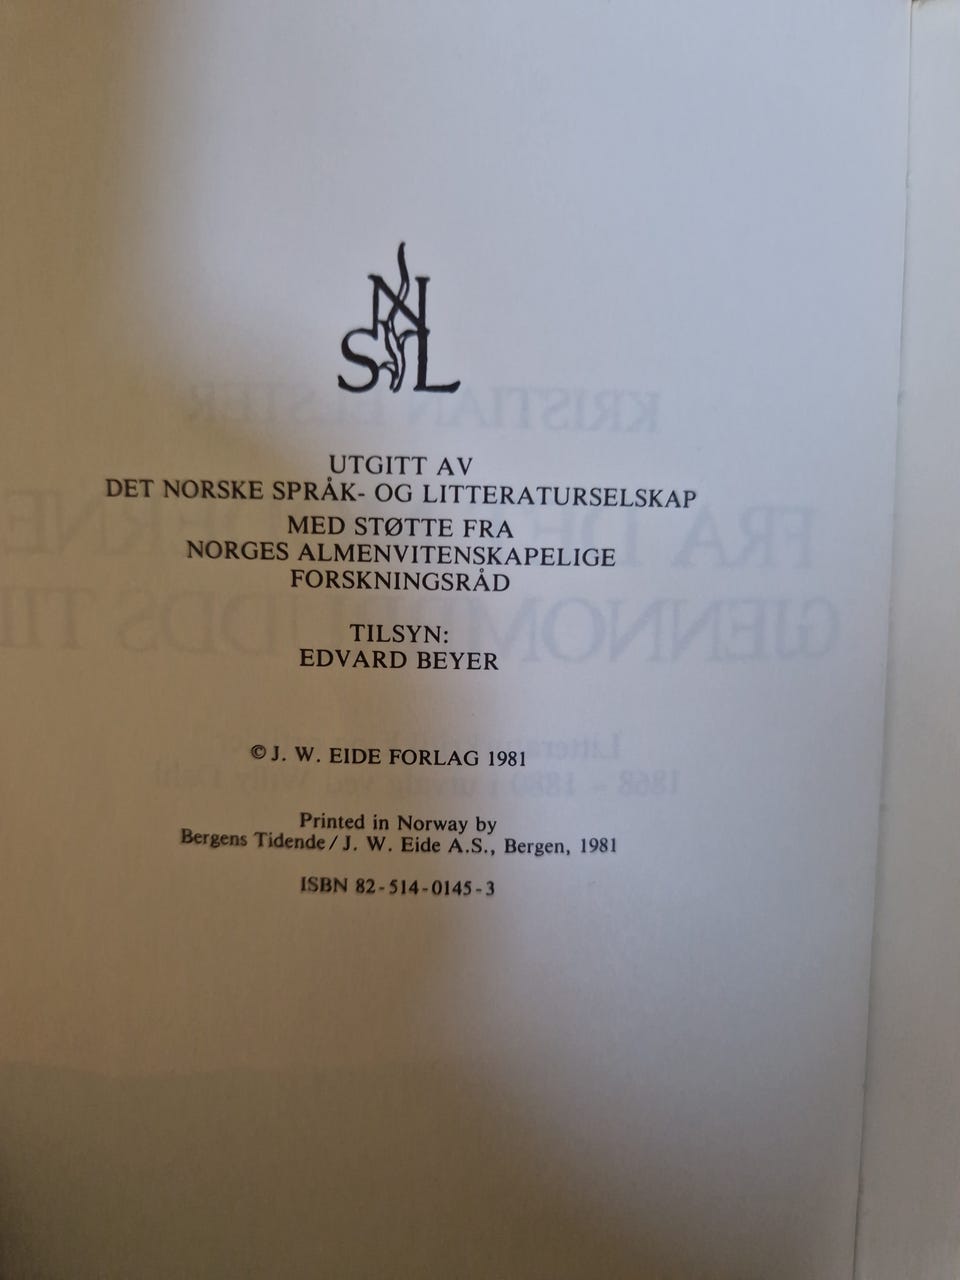 NSL
UTGITT AV
DET NORSKE SPRÅK- OG LITTERATURSELSKAP
MED STØTTE FRA
NORGES ALMENVITENSKAPELIGE
FORSKNINGSRÅD
TILSYN:
EDVARD BEYER
© J. W. EIDE FORLAG 1981
Printed in Norway by
Bergens Tidende / J. W. Eide A.S., Bergen, 1981
ISBN 82-514-0145-3